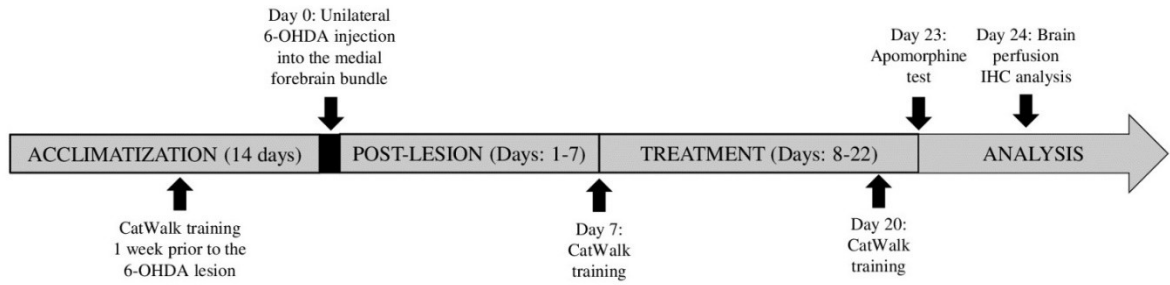 Day 0: Unilateral
6-OHDA injection
into the medial
forebrain bundle
Day 23:
Apomorphine
test
Day 24: Brain
perfusion
IHC analysis
ACCLIMATIZATION (14 days)
POST-LESION (Days: 1-7)
TREATMENT (Days: 8-22)
ANALYSIS
CatWalk training
1 week prior to the
6-OHDA lesion
Day 7:
CatWalk
training
Day 20:
CatWalk
training